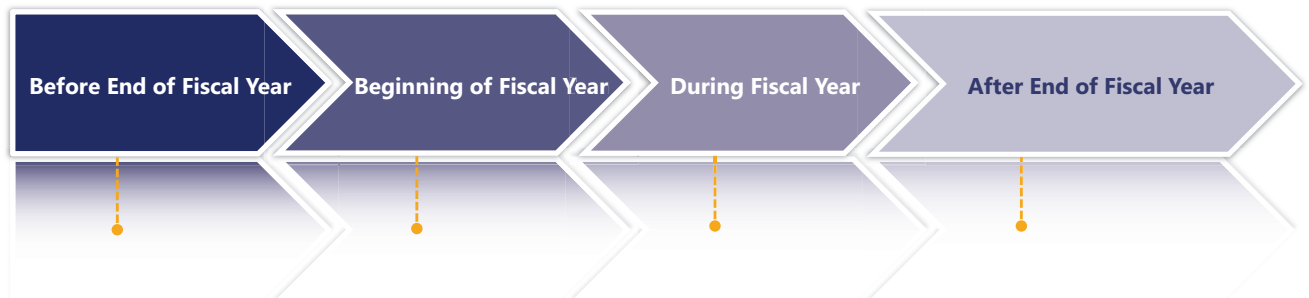 Before End of Fiscal Year
Beginning of Fiscal Year
During Fiscal Year
After End of Fiscal Year